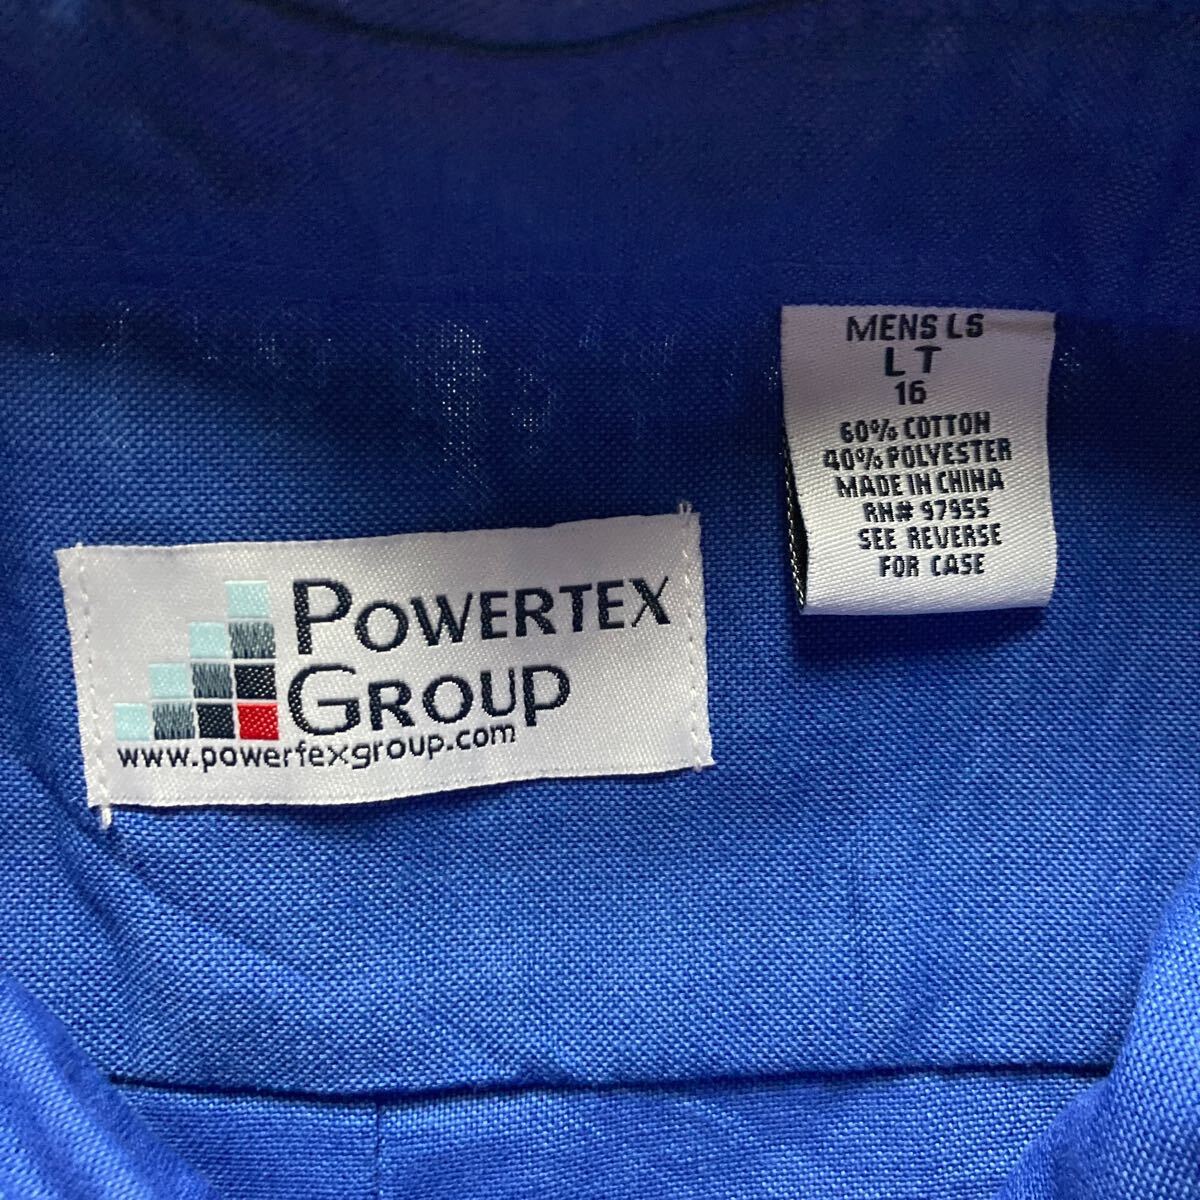 POWERTEX
GROUP
www.powertexgroup.com
MENS LS
LT
16
60% COTTON
40% POLYESTER
MADE IN CHINA
RN# 97955
SEE REVERSE
FOR CASE